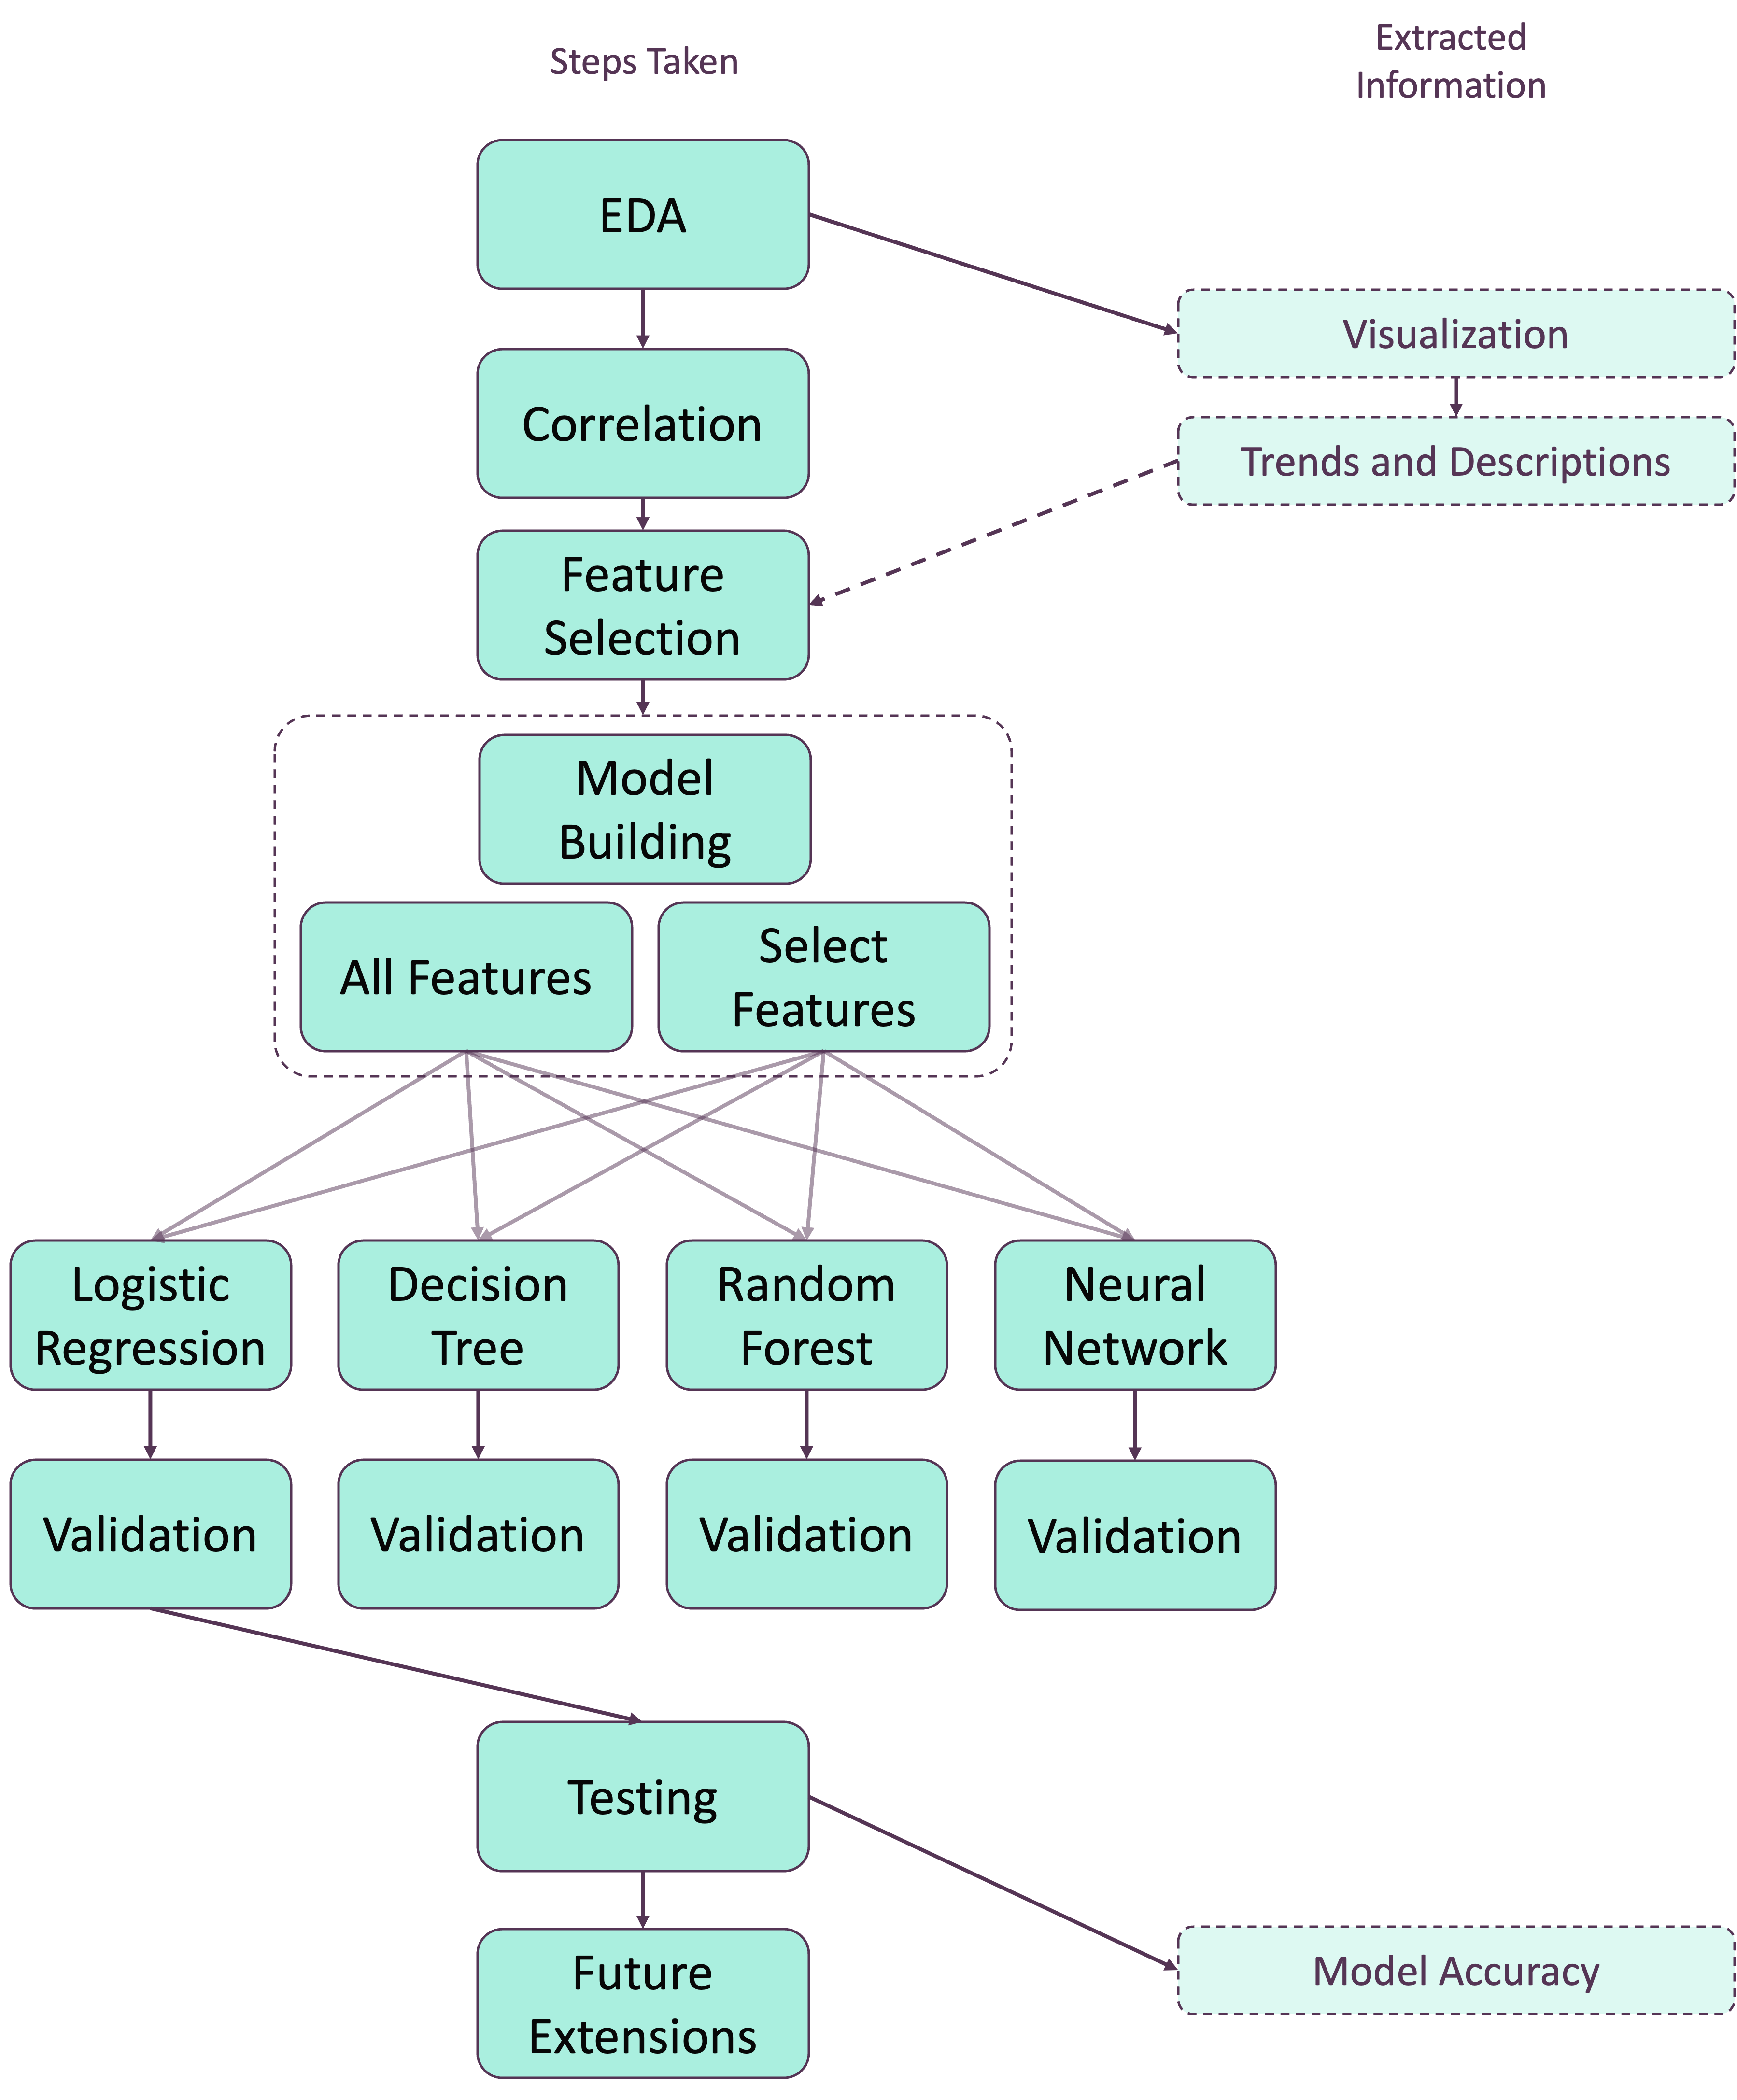 Steps Taken
Extracted
Information
EDA
Visualization
Correlation
Trends and Descriptions
Feature
Selection
Model
Building
All Features
Select
Features
Logistic
Regression
Decision
Tree
Random
Forest
Neural
Network
Validation
Validation
Validation
Validation
Testing
Future
Extensions
Model Accuracy